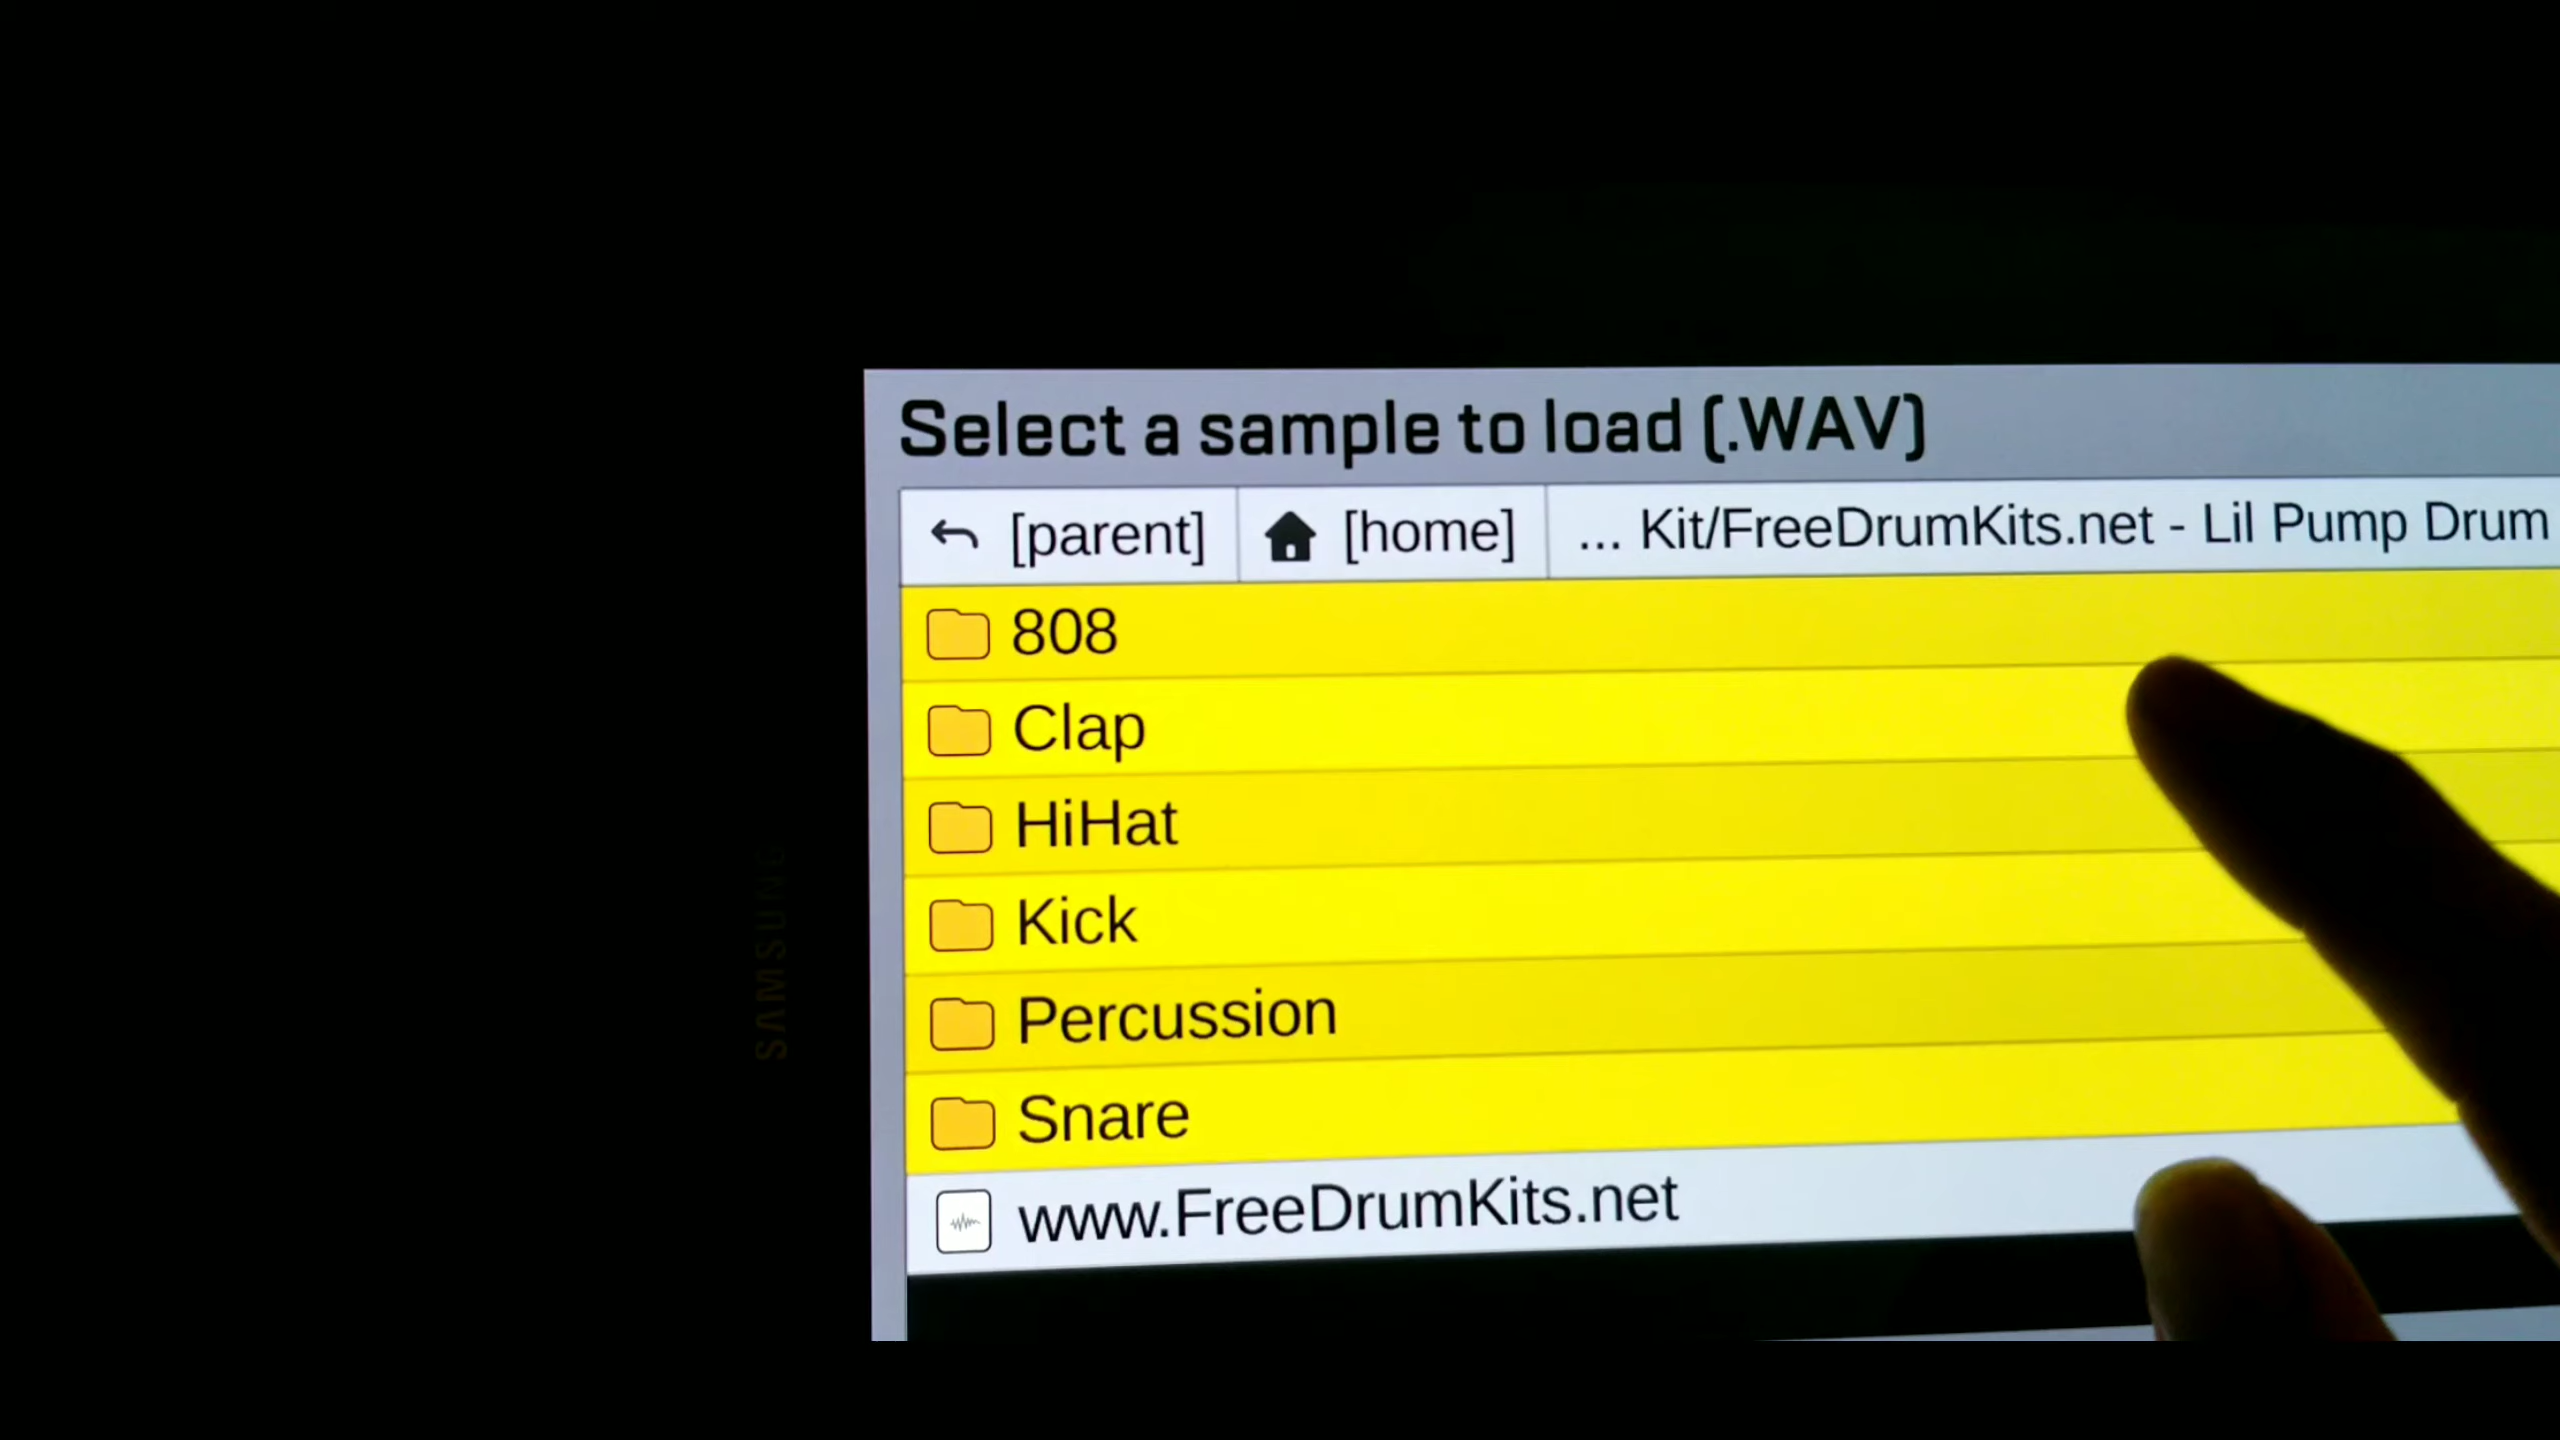 Select a sample to load (.WAV)
[parent] [home] ... Kit/FreeDrumKits.net - Lil Pump Drum
808
Clap
HiHat
Kick
Percussion
Snare
www.FreeDrumKits.net
SAMSUNG